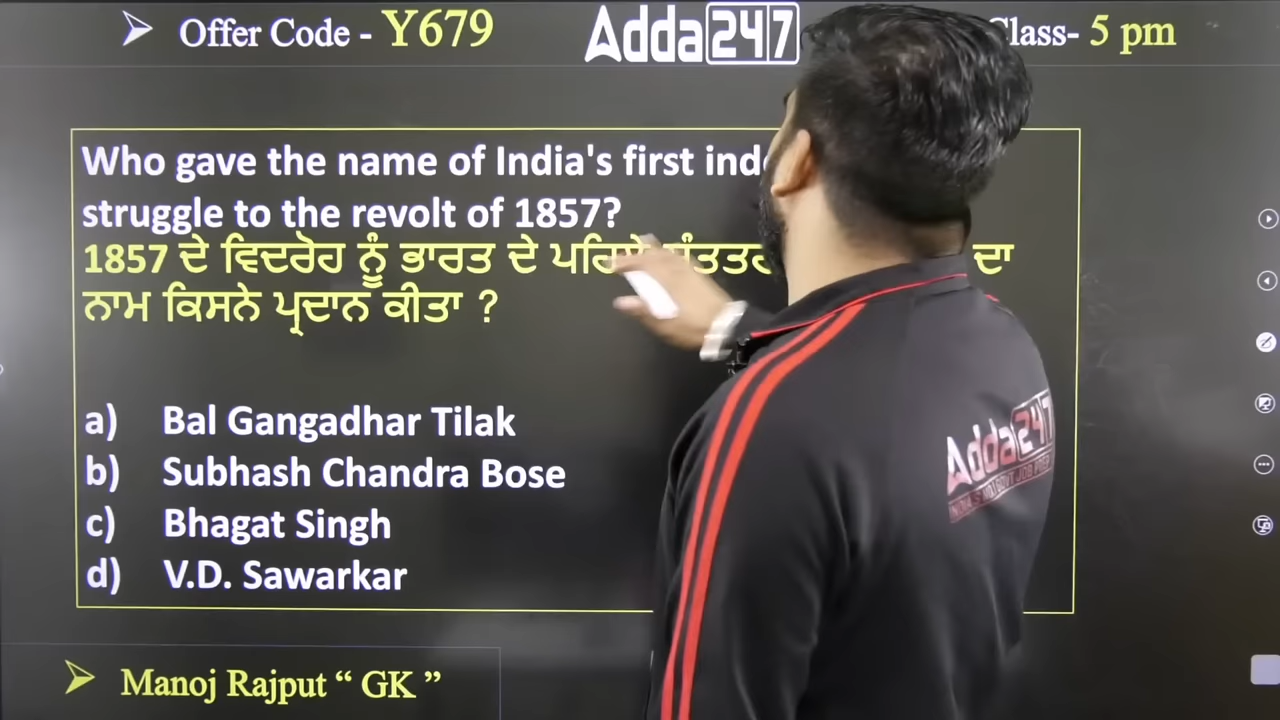 Offer Code - Y679
Adda247
Class- 5 pm
Who gave the name of India's first
struggle to the revolt of 1857?
1857 ਦੇ ਵਿਦਰੋਹ ਨੂੰ ਭਾਰਤ ਦੇ ਦਾ
ਨਾਮ ਕਿਸਨੇ ਪ੍ਰਦਾਨ ਕੀਤਾ ?
a) Bal Gangadhar Tilak
b) Subhash Chandra Bose
c) Bhagat Singh
d) V.D. Sawarkar
Adda247
Manoj Rajput “ GK ”